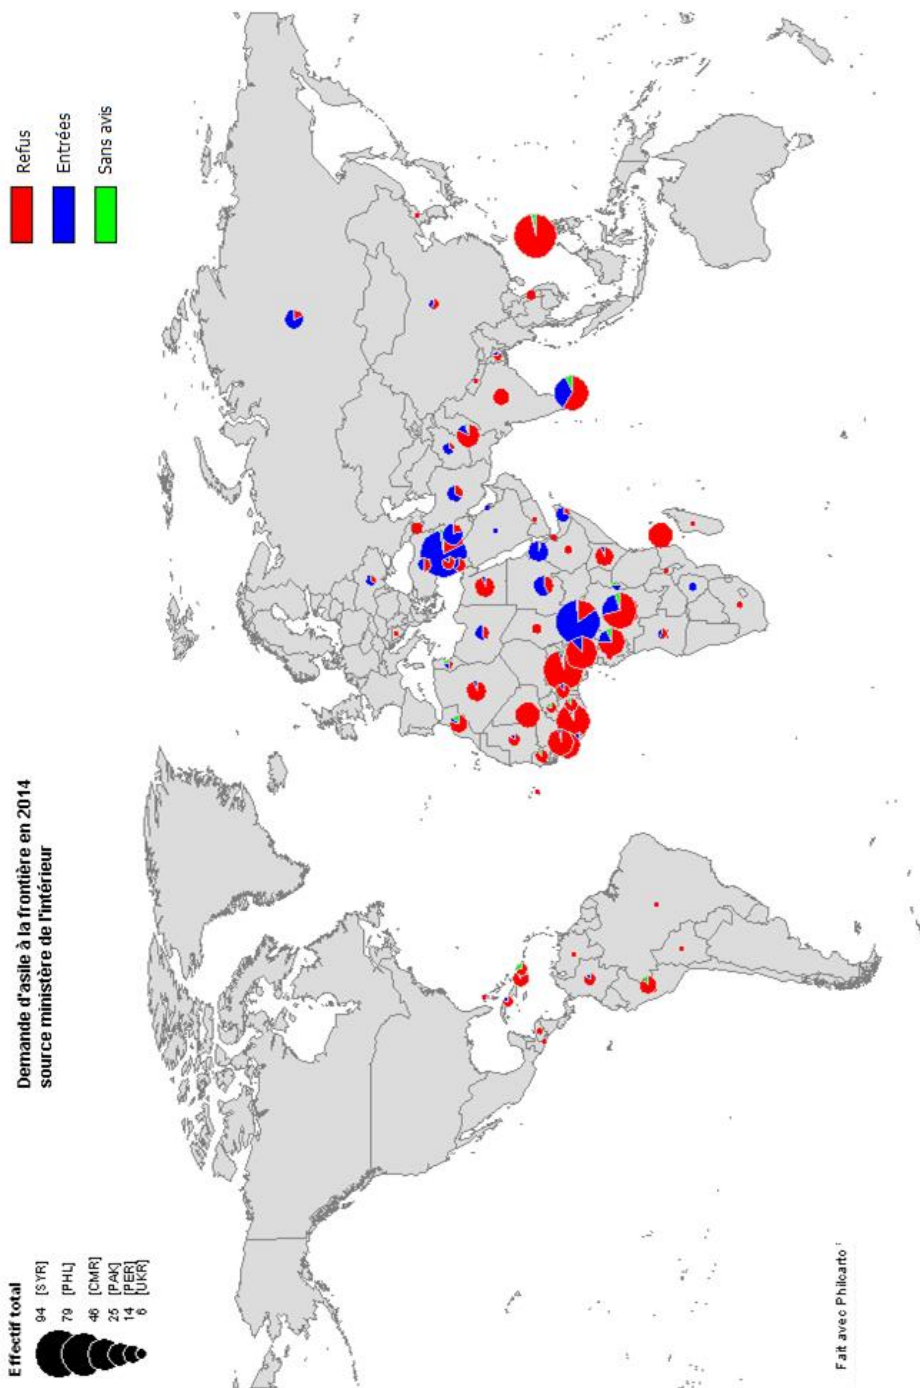 Demande d'asile à la frontière en 2014
source ministère de l'intérieur
Refus
Entrées
Sans avis
Effectif total
94 [SYR]
79 [PHL]
46 [CMR]
25 [PAK]
14 [PER]
6 [UKR]
Fait avec Philcarto